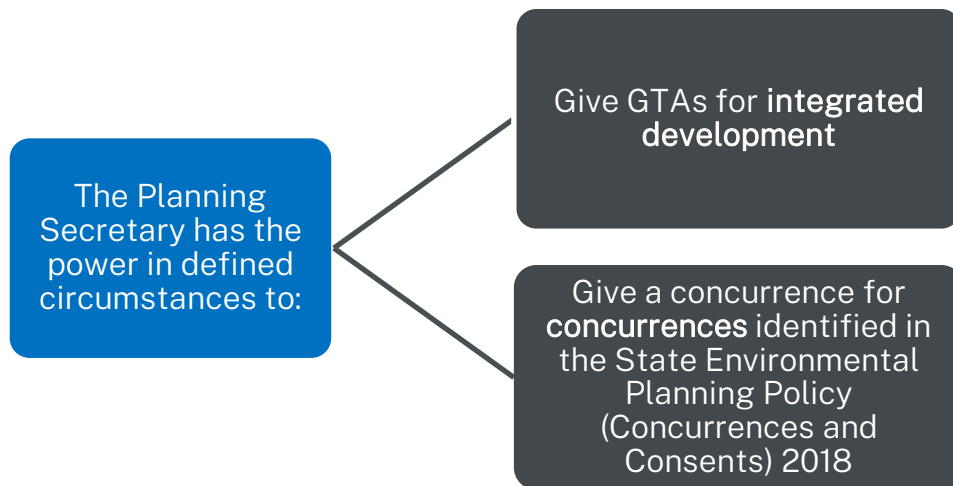 The Planning
Secretary has the
power in defined
circumstances to:
Give GTAs for integrated
development
Give a concurrence for
concurrences identified in
the State Environmental
Planning Policy
(Concurrences and
Consents) 2018